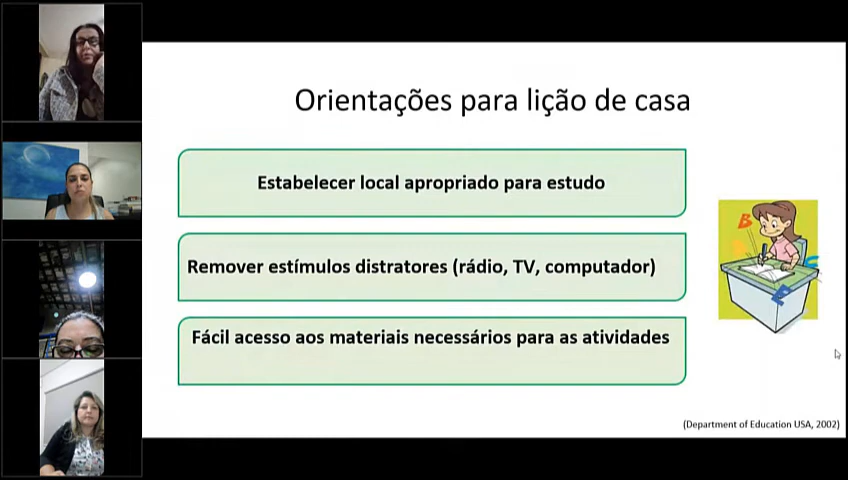 Orientações para lição de casa
Estabelecer local apropriado para estudo
Remover estímulos distratores (rádio, TV, computador)
Fácil acesso aos materiais necessários para as atividades
B
(Department of Education USA, 2002)